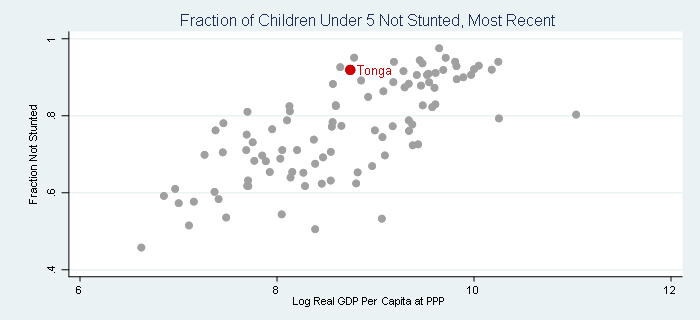 Fraction of Children Under 5 Not Stunted, Most Recent
1
.8
.6
.4
Fraction Not Stunted
Tonga
6
8
10
12
Log Real GDP Per Capita at PPP